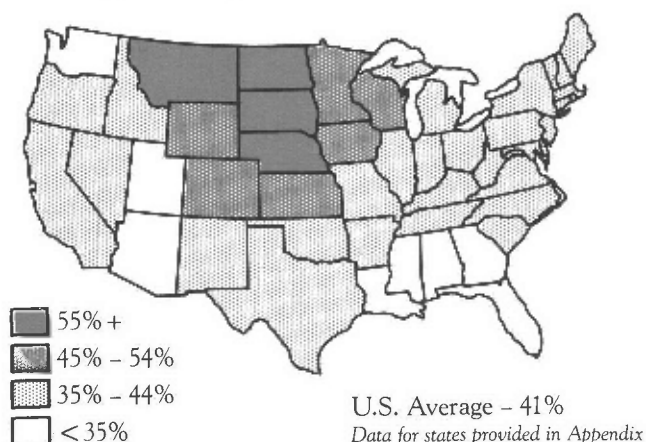 55% +
45% – 54%
35% – 44%
< 35%
U.S. Average – 41%
Data for states provided in Appendix